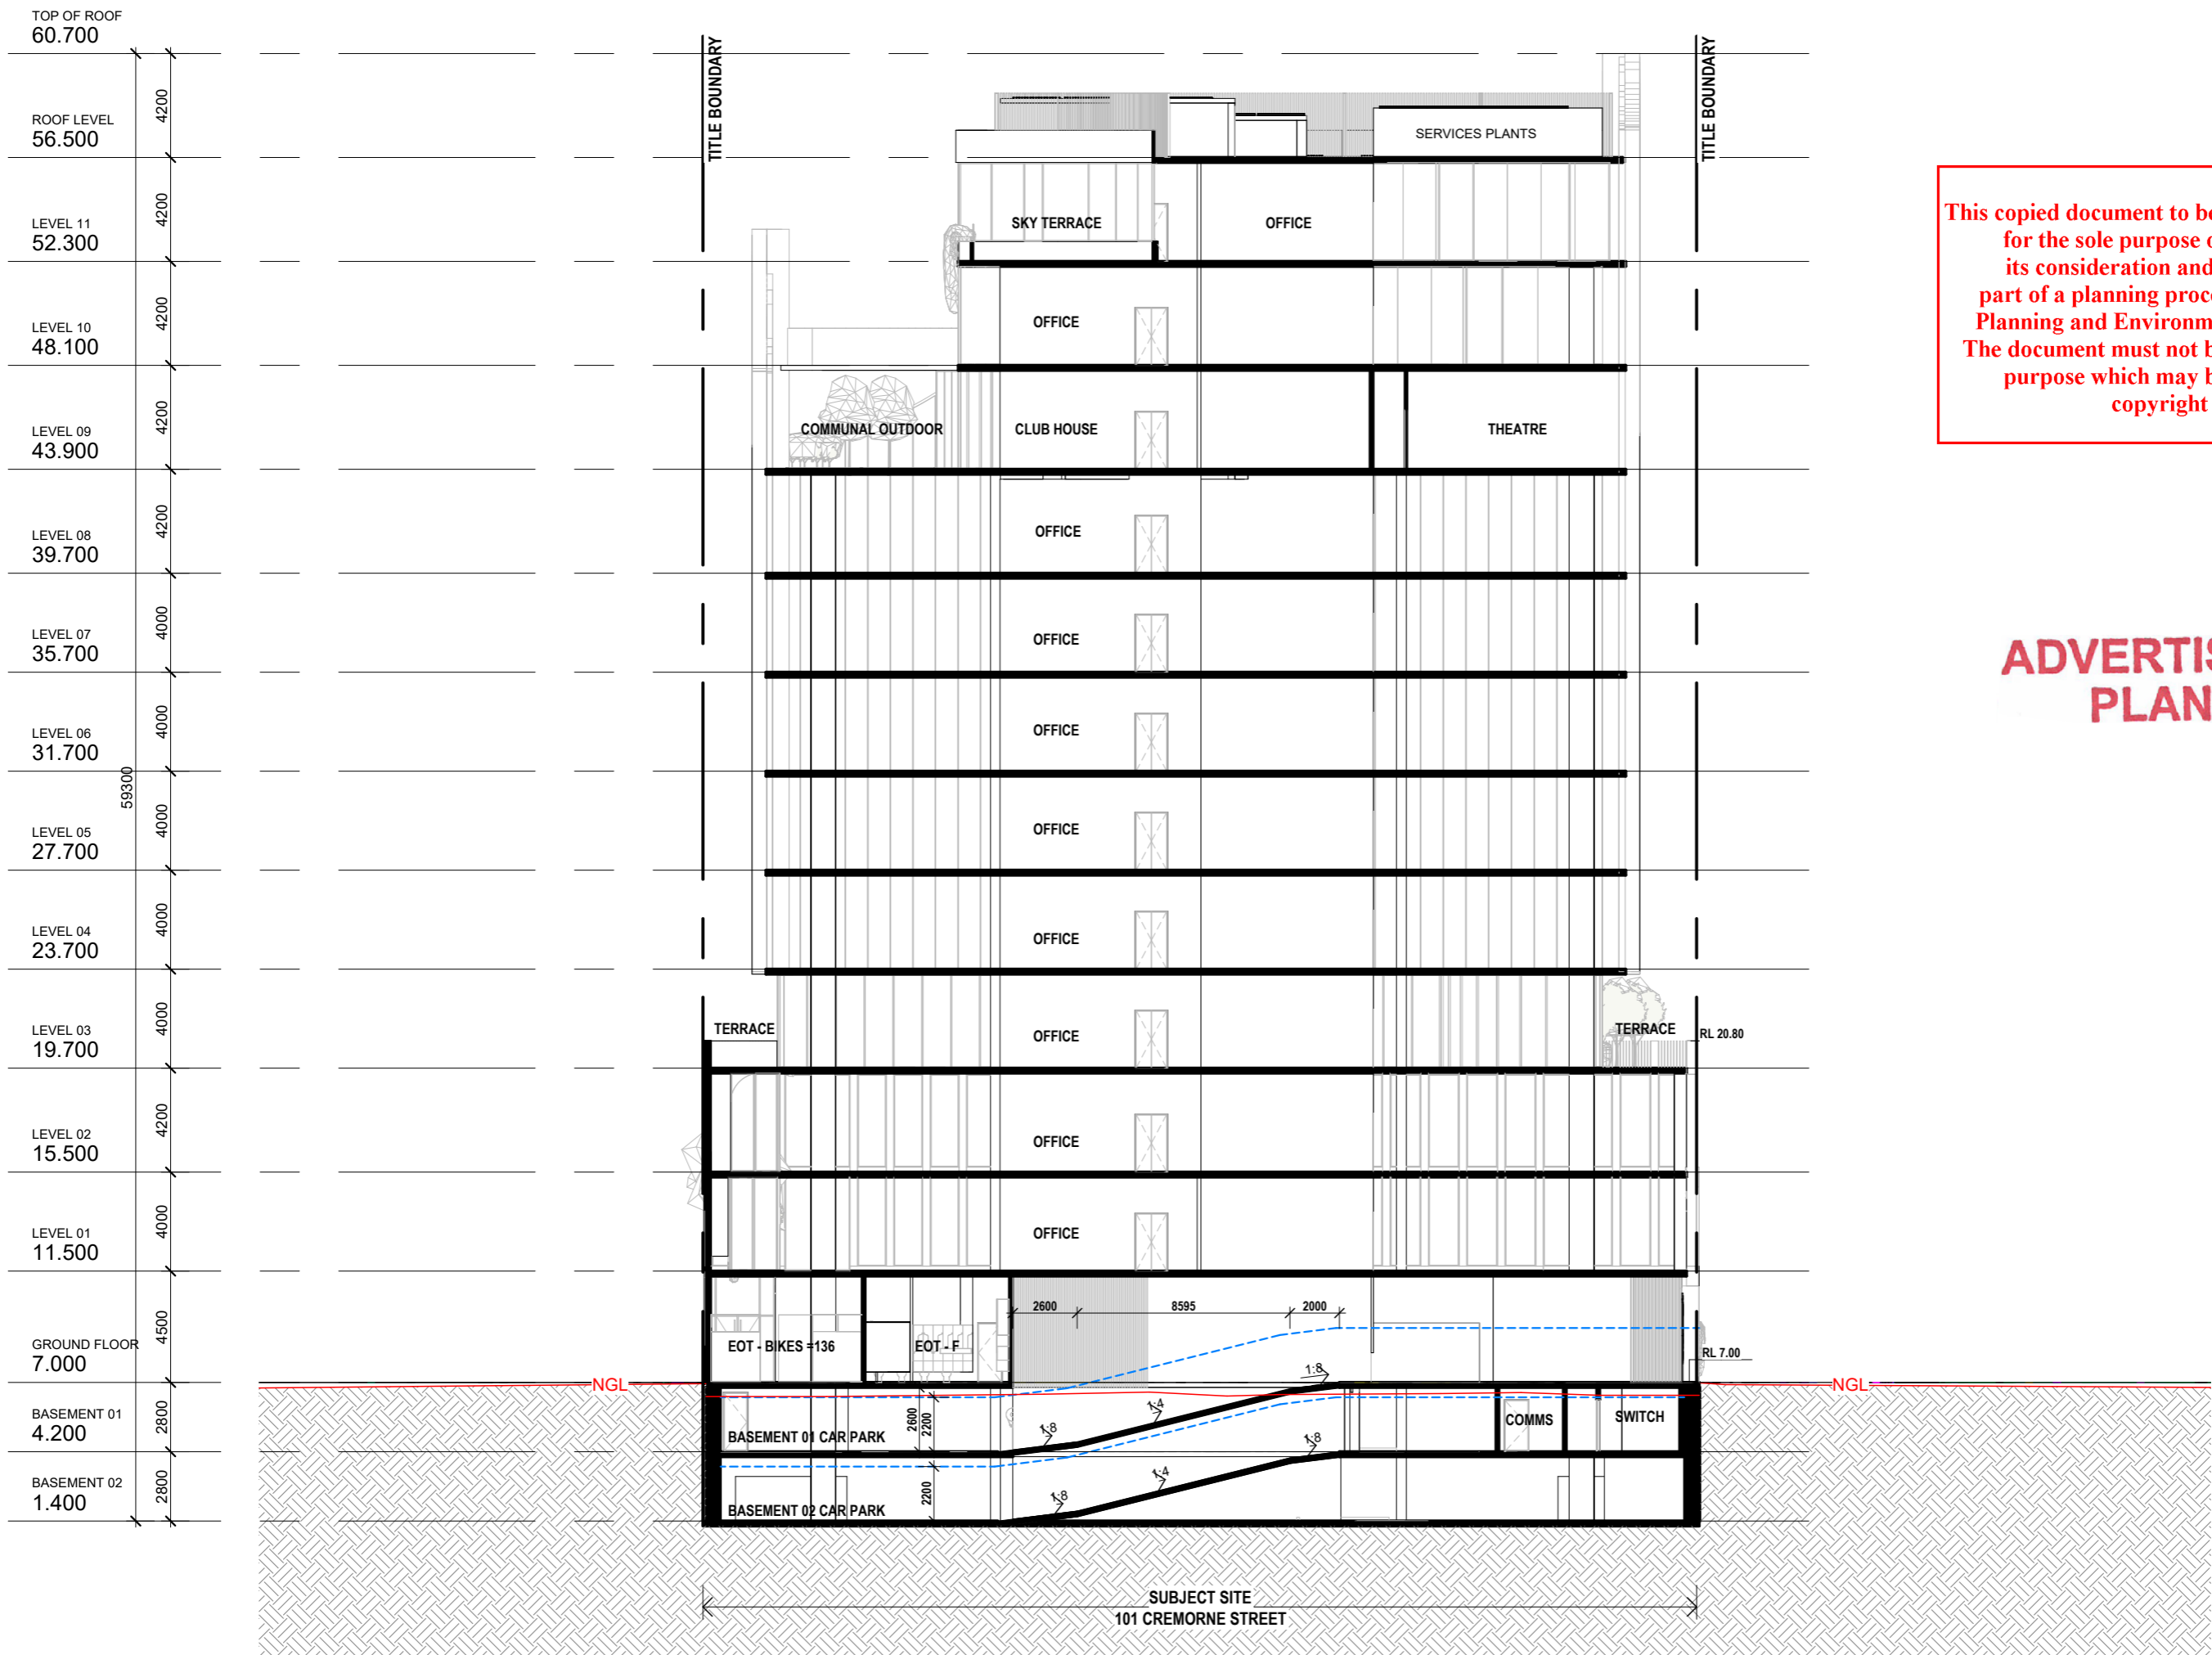 TOP OF ROOF
60.700
ROOF LEVEL
56.500
LEVEL 11
52.300
LEVEL 10
48.100
LEVEL 09
43.900
LEVEL 08
39.700
LEVEL 07
35.700
LEVEL 06
31.700
LEVEL 05
27.700
LEVEL 04
23.700
LEVEL 03
19.700
LEVEL 02
15.500
LEVEL 01
11.500
GROUND FLOOR
7.000
BASEMENT 01
4.200
BASEMENT 02
1.400
59300
4200
4200
4200
4200
4200
4000
4000
4000
4000
4000
4200
4000
4500
2800
2800
TITLE BOUNDARY
TITLE BOUNDARY
SERVICES PLANTS
SKY TERRACE
OFFICE
OFFICE
COMMUNAL OUTDOOR
CLUB HOUSE
THEATRE
OFFICE
OFFICE
OFFICE
OFFICE
OFFICE
TERRACE
OFFICE
TERRACE
RL 20.80
OFFICE
OFFICE
2600
8595
2000
EOT - BIKES =136
EOT - F
1:8
RL 7.00
NGL
NGL
2600
2200
1:8
1:4
COMMS
SWITCH
BASEMENT 01 CAR PARK
1:8
2200
1:8
1:4
BASEMENT 02 CAR PARK
SUBJECT SITE
101 CREMORNE STREET
This copied document to be
for the sole purpose o
its consideration and
part of a planning proce
Planning and Environm
The document must not b
purpose which may b
copyright
ADVERTIS
PLAN